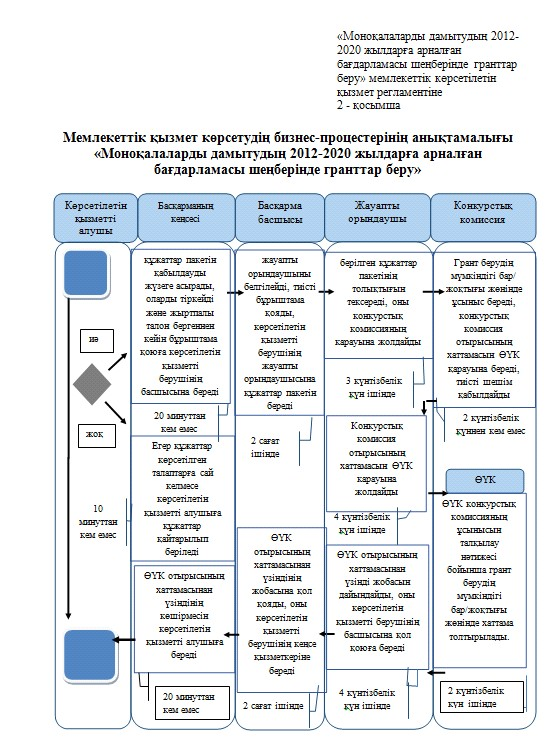 «Моноқалаларды дамытудың 2012-
2020 жылдарға арналған
бағдарламасы шеңберінде гранттар
беру» мемлекеттік көрсетілетін
қызмет регламентіне
2 - қосымша
Мемлекеттік қызмет көрсетудің бизнес-процестерінің анықтамалығы
«Моноқалаларды дамытудың 2012-2020 жылдарға арналған
бағдарламасы шеңберінде гранттар беру»
Көрсетілетін
қызметті
алушы
Басқарманың
кеңсесі
Басқарма
басшысы
Жауапты
орындаушы
Конкурстық
комиссия
иә
жоқ
10
минуттан
кем емес
құжаттар пакетін
қабылдауды
жүзеге асырады,
оларды тіркейді
және жыртпалы
талон бергеннен
кейін бұрыштама
қоюға көрсетілетін
қызметті
берушінің
басшысына береді
20 минуттан
кем емес
Егер құжаттар
көрсетілген
талаптарға сай
келмесе
көрсетілетін
қызметті алушыға
құжаттар
қайтарылып
беріледі
ӨҮК отырысының
хаттамасынан
үзіндінің
көшірмесін
көрсетілетін
қызметті алушыға
береді
20 минуттан
кем емес
жауапты
орындаушыны
белгілейді, тиісті
бұрыштама
қояды,
көрсетілетін
қызметті
берушінің
жауапты
орындаушысына
құжаттар пакетін
береді
2 сағат
ішінде
ӨҮК
отырысының
хаттамасынан
үзіндінің
жобасына қол
қояды, оны
көрсетілетін
қызметті
берушінің кеңсе
қызметкеріне
береді
2 сағат ішінде
берілген құжаттар
пакетінің
толықтығын
тексереді, оны
конкурстық
комиссияның
карауына жолдайды
3 күнтізбелік
күн ішінде
Конкурстық
комиссия
отырысының
хаттамасын ӨҮК
карауына
жолдайды
4 күнтізбелік
күн ішінде
ӨҮК отырысының
хаттамасынан
үзінді жобасын
дайындайды, оны
көрсетілетін
қызметті берушінің
басшысына қол
қоюға береді
4 күнтізбелік
күн ішінде
Грант берудің
мүмкіндігі бар/
жоқтығы жөнінде
ұсыныс береді,
конкурстық
комиссия
отырысының
хаттамасын ӨҮК
карауына береді,
тиісті шешім
қабылдайды
2 күнтізбелік
күннен кем емес
ӨҮК
ӨҮК конкурстық
комиссияның
ұсынысын
талқылау
нәтижесі
бойынша грант
берудің
мүмкіндігі
бар/жоқтығы
жөнінде хаттама
толтырылады.
2 күнтізбелік
күн ішінде